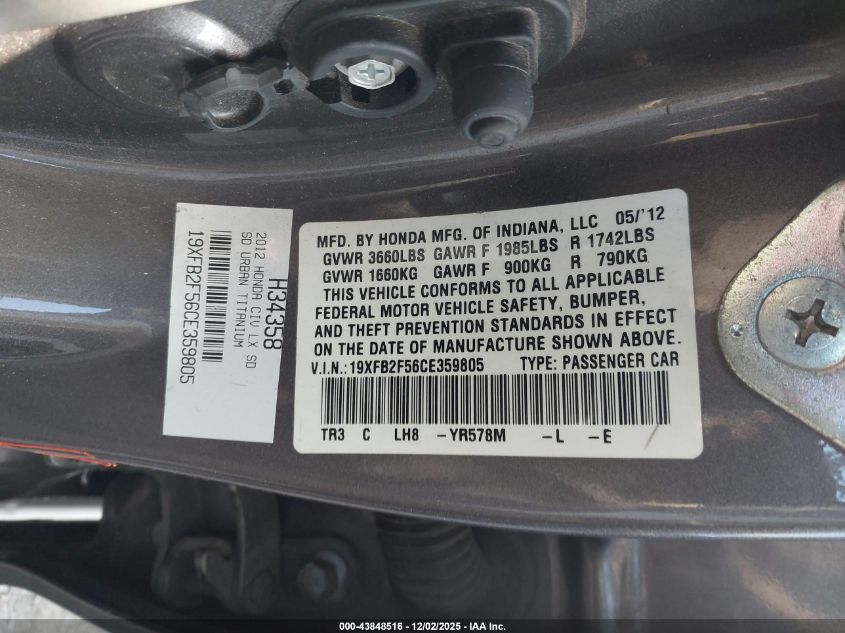 H34358
2012 HONDA CIV LX SD
SD URBAN TITANIUM
19XFB2F56CE359805
MFD. BY HONDA MFG. OF INDIANA, LLC 05/'12
GVWR 3660LBS GAWR F 1985LBS R 1742LBS
GVWR 1660KG GAWR F 900KG R 790KG
THIS VEHICLE CONFORMS TO ALL APPLICABLE
FEDERAL MOTOR VEHICLE SAFETY, BUMPER,
AND THEFT PREVENTION STANDARDS IN EFFECT
ON THE DATE OF MANUFACTURE SHOWN ABOVE.
V.I.N.:19XFB2F56CE359805 TYPE: PASSENGER CAR
TR3 C LH8 -YR578M -L -E
000-43848516 - 12/02/2025 - IAA Inc.